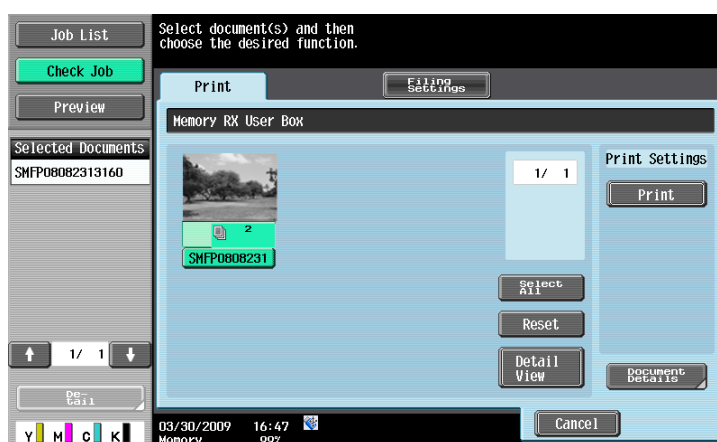 Job List
Check Job
Preview
Selected Documents
SMFP08082313160
1/ 1
De-
tail
Y M C K
Select document(s) and then
choose the desired function.
Print
Filing
Settings
Memory RX User Box
2
SMFP0808231
1/ 1
Select
All
Reset
Detail
View
Print Settings
Print
Document
Details
03/30/2009 16:47
Memory 99%
Cancel